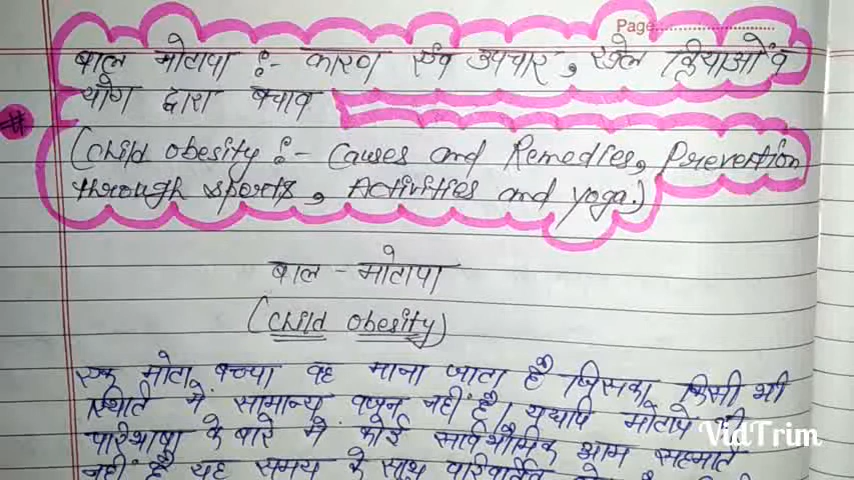 Page..........................
बाल मोटापा :- कारण एंव उपचार, खेल क्रियाओं व
योग द्वारा बचाव
(child obesity :- Causes and Remedies, Prevention
through sports, Activities and yoga.)
बाल - मोटापा
(child obesity)
एक मोटा बच्चा वह माना जाता है जिसका किसी भी
स्थिति में सामान्य वजन नहीं है। यद्यपि मोटापे की
परिभाषा के बारे में कोई सार्वभौमिक आम सहमति
नहीं है यह समय के साथ परिवर्तित
VidTrim